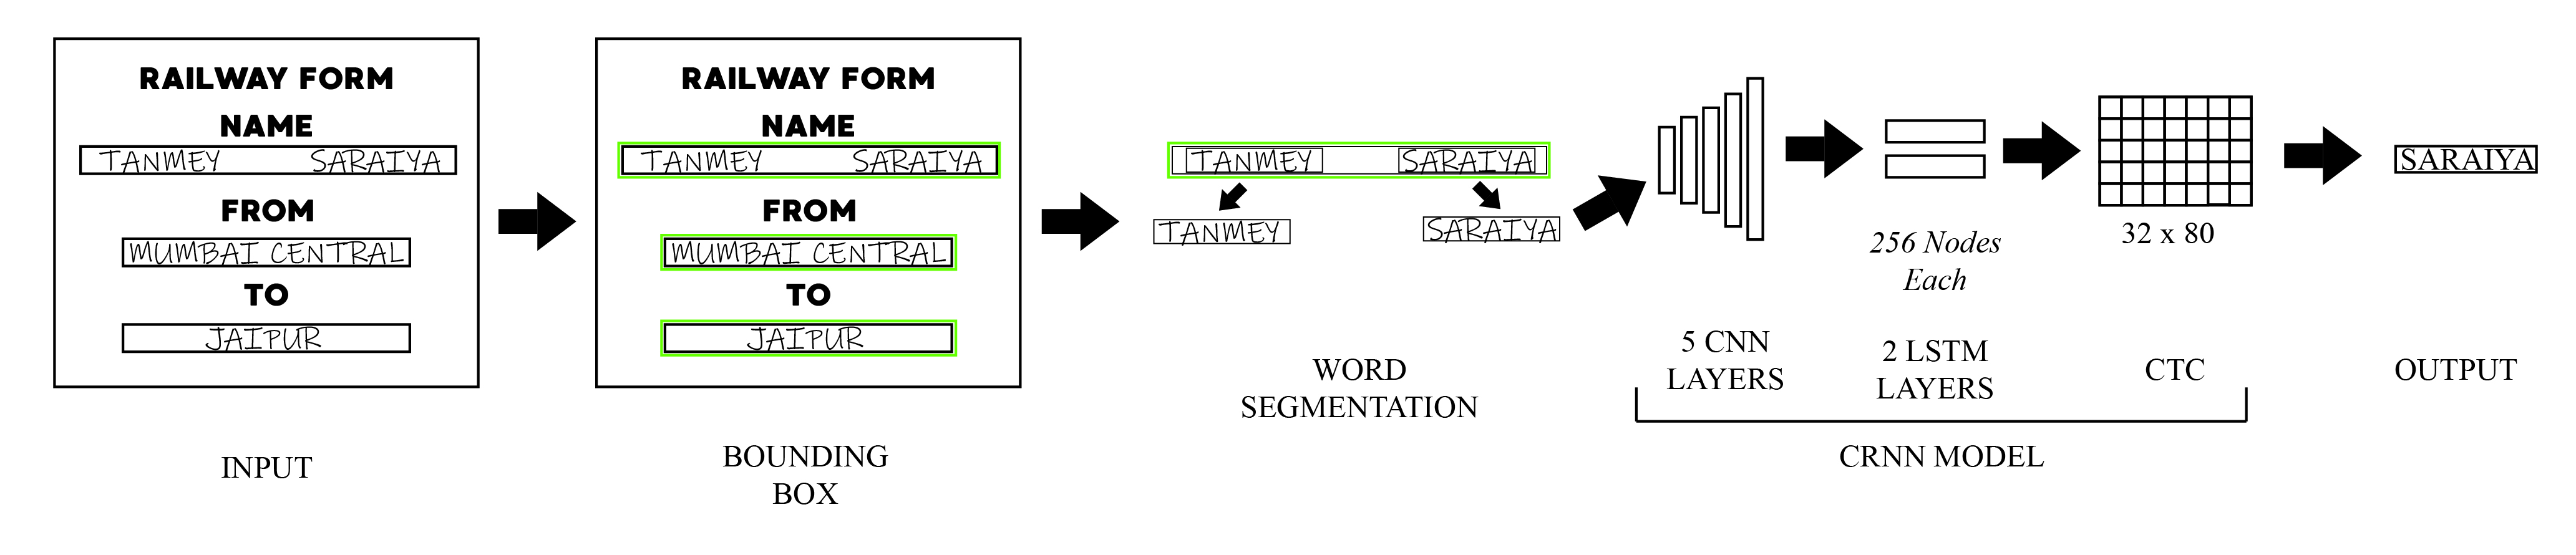 RAILWAY FORM
NAME
TANMEY SARAIYA
FROM
MUMBAI CENTRAL
TO
JAIPUR
INPUT
RAILWAY FORM
NAME
TANMEY SARAIYA
FROM
MUMBAI CENTRAL
TO
JAIPUR
BOUNDING
BOX
TANMEY SARAIYA
TANMEY SARAIYA
WORD
SEGMENTATION
5 CNN
LAYERS
256 Nodes
Each
2 LSTM
LAYERS
32 x 80
CTC
CRNN MODEL
SARAIYA
OUTPUT